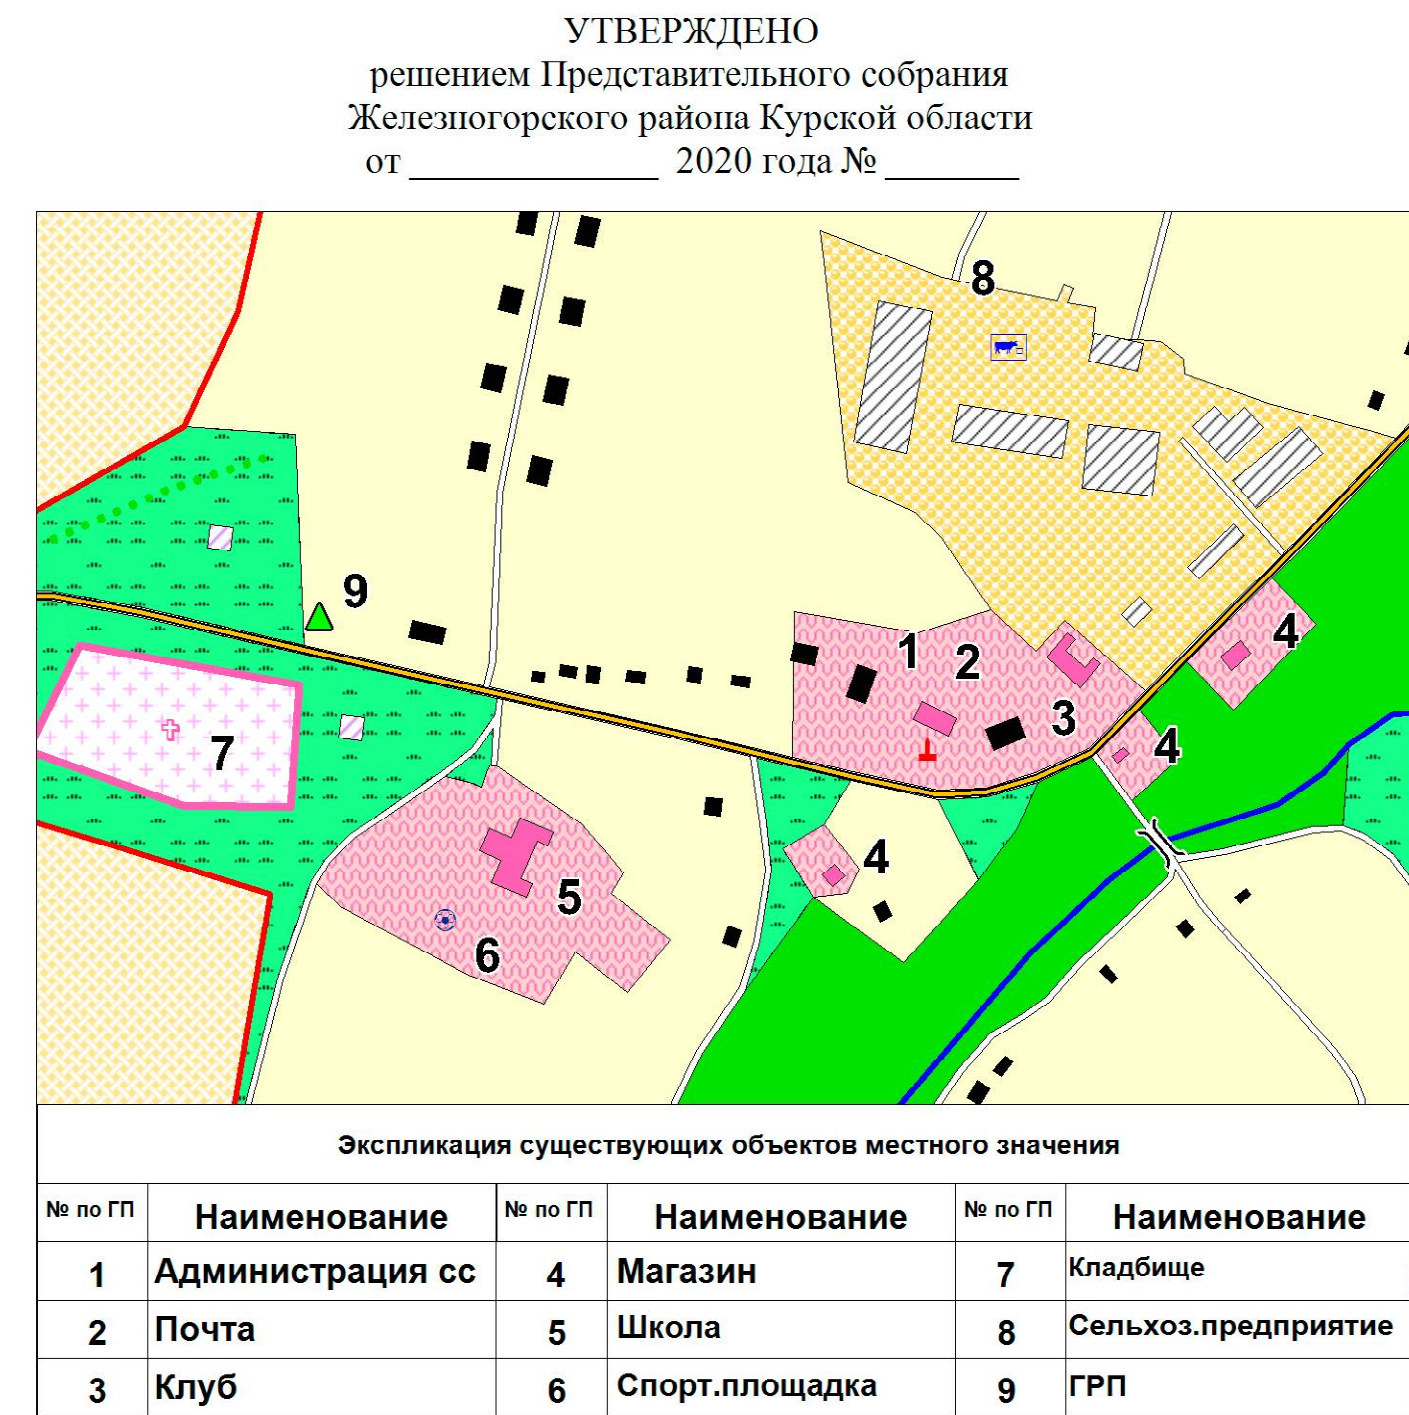 УТВЕРЖДЕНО
решением Представительного собрания
Железногорского района Курской области
от _____________ 2020 года № _______
8
9
1
2
4
3
7
4
4
5
6
Экспликация существующих объектов местного значения
№ по ГП Наименование № по ГП Наименование № по ГП Наименование
1 Администрация сс 4 Магазин 7 Кладбище
2 Почта 5 Школа 8 Сельхоз.предприятие
3 Клуб 6 Спорт.площадка 9 ГРП